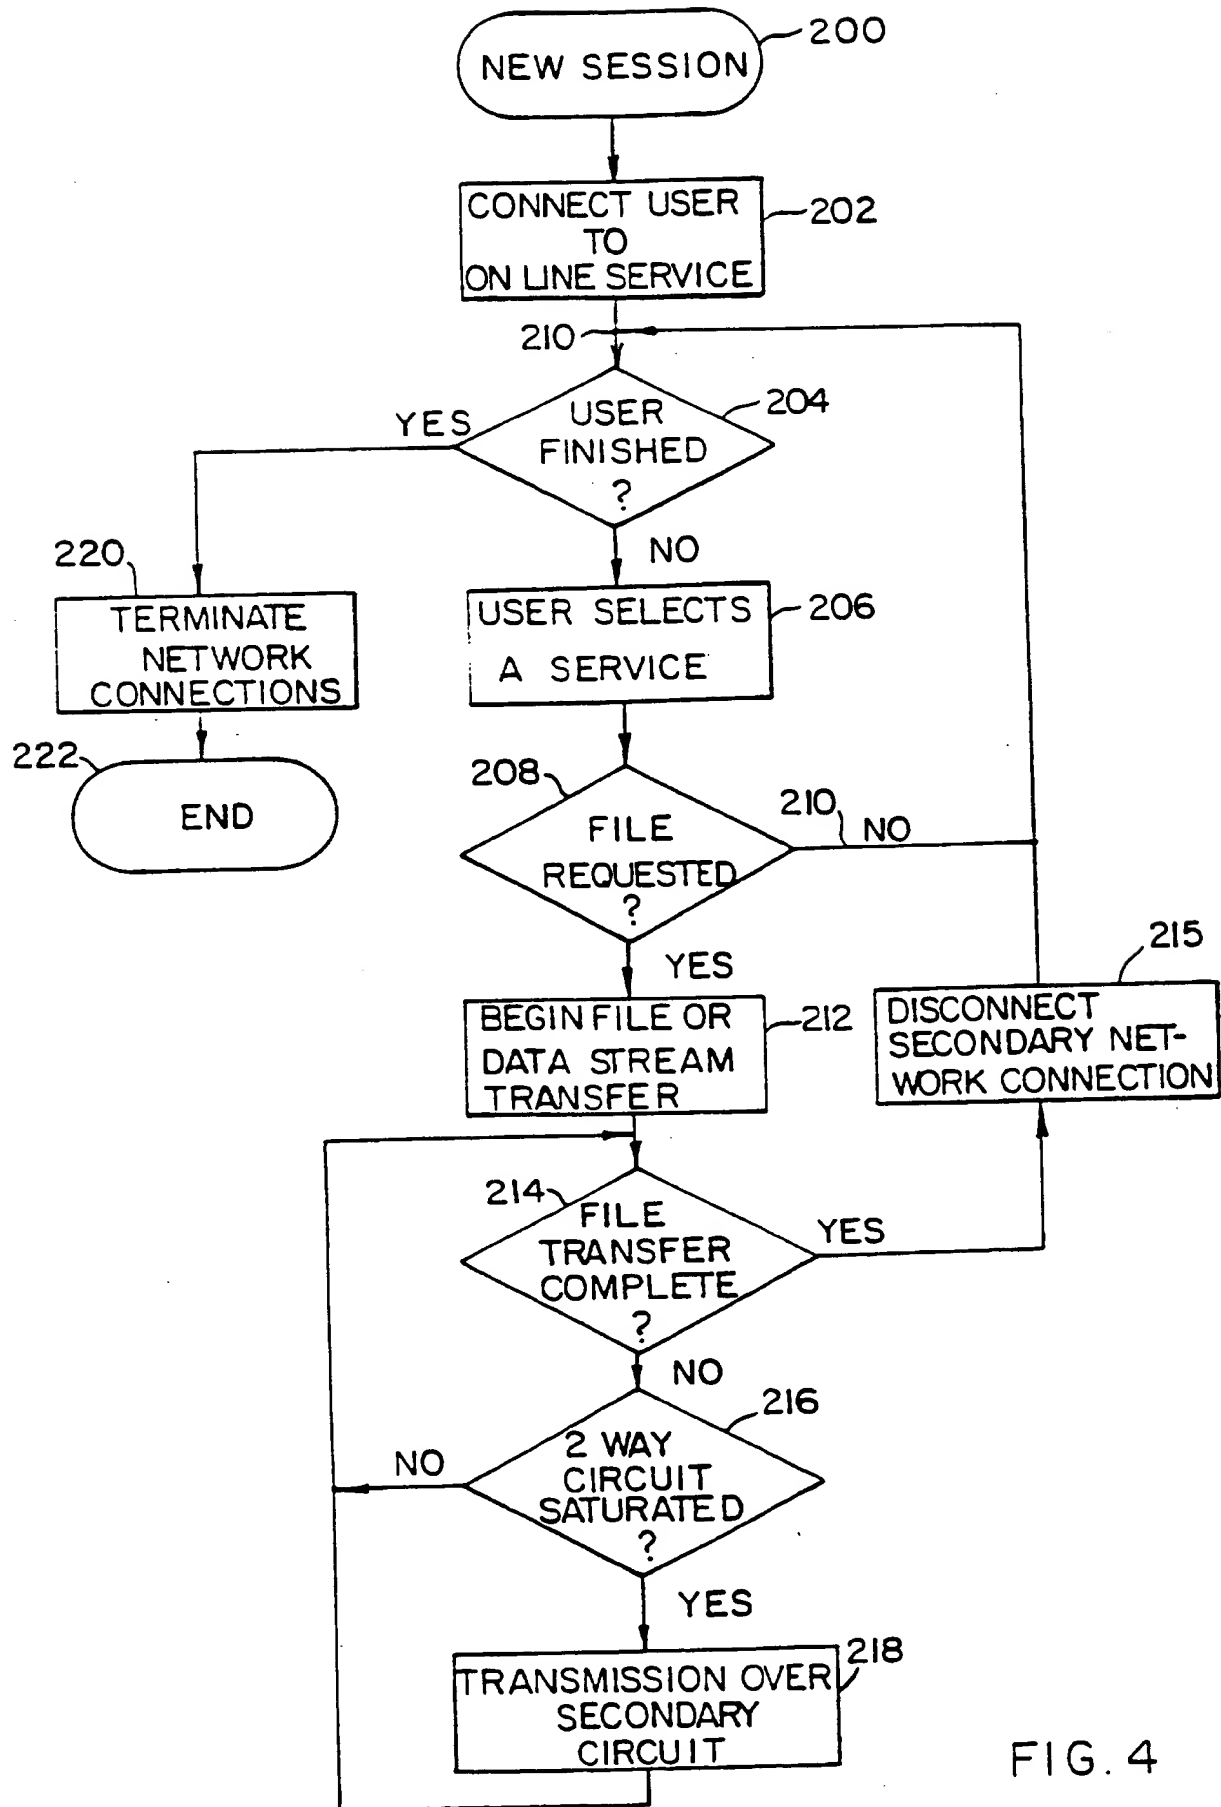 200
NEW SESSION
CONNECT USER
TO
ON LINE SERVICE
202
210
USER
FINISHED
?
204
YES
NO
220
TERMINATE
NETWORK
CONNECTIONS
USER SELECTS
A SERVICE
206
222
END
208
FILE
REQUESTED
?
210
NO
YES
BEGIN FILE OR
DATA STREAM
TRANSFER
212
215
DISCONNECT
SECONDARY NET-
WORK CONNECTION
214
FILE
TRANSFER
COMPLETE
?
YES
NO
216
2 WAY
CIRCUIT
SATURATED
?
NO
YES
218
TRANSMISSION OVER
SECONDARY
CIRCUIT
FIG. 4